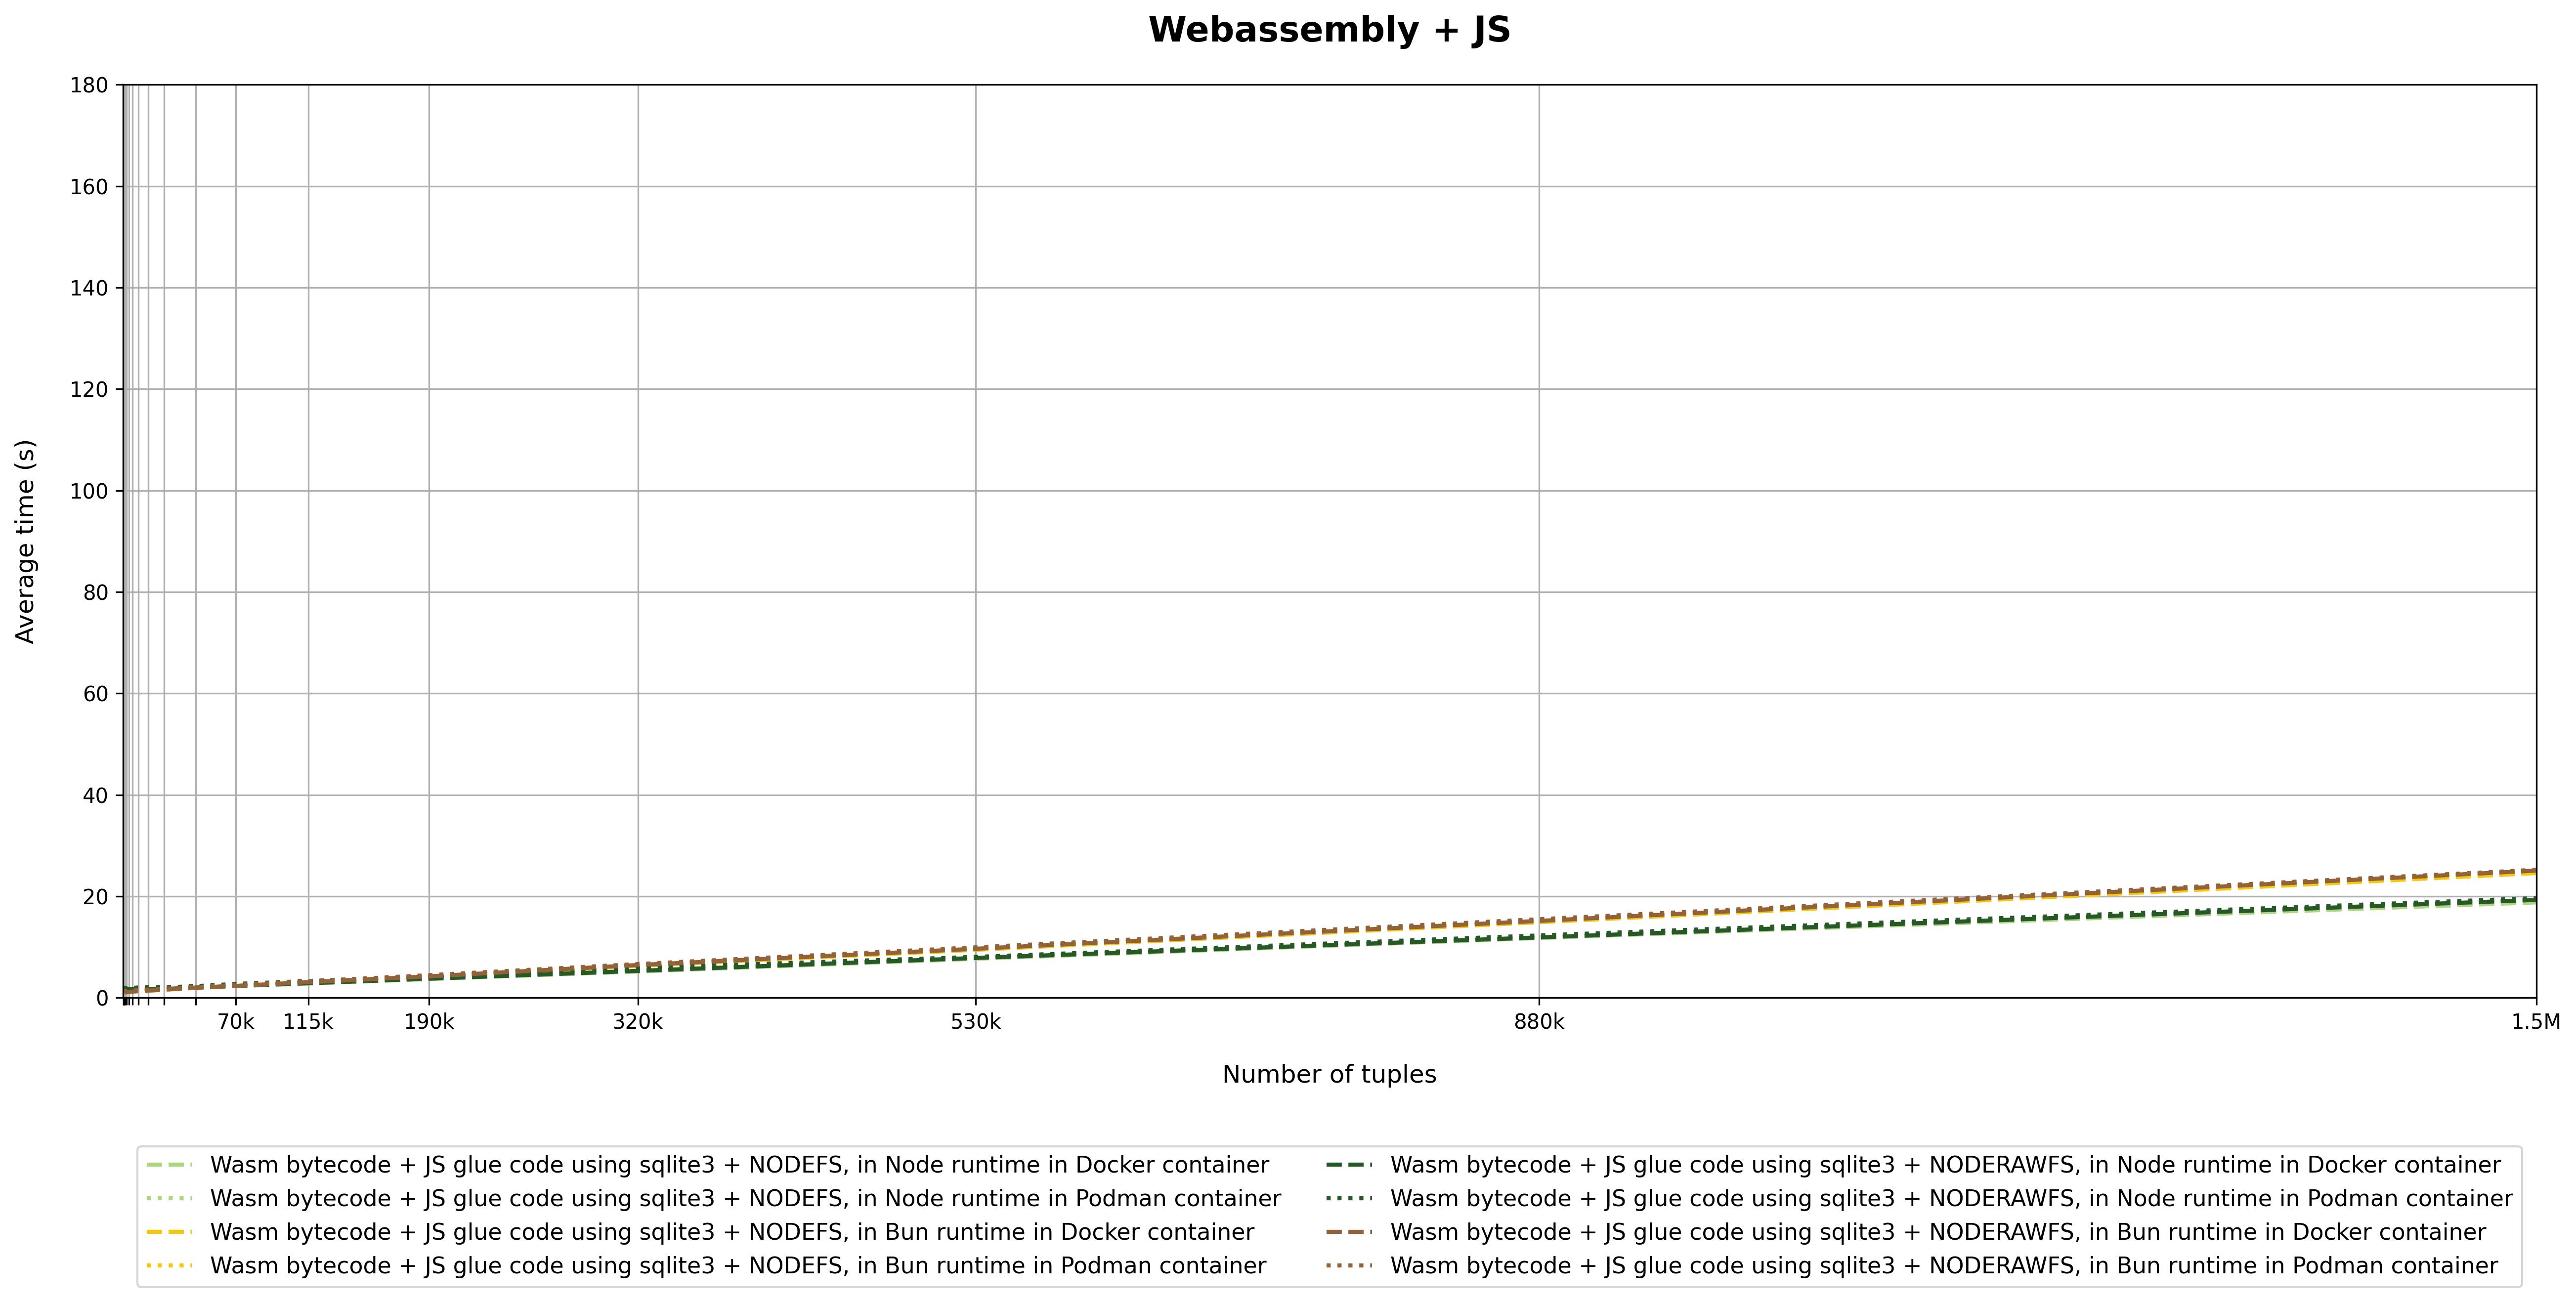 Webassembly + JS
180
160
140
120
100
80
60
40
20
0
Average time (s)
70k 115k 190k 320k 530k 880k 1.5M
Number of tuples
Wasm bytecode + JS glue code using sqlite3 + NODEFS, in Node runtime in Docker container
Wasm bytecode + JS glue code using sqlite3 + NODEFS, in Node runtime in Podman container
Wasm bytecode + JS glue code using sqlite3 + NODEFS, in Bun runtime in Docker container
Wasm bytecode + JS glue code using sqlite3 + NODEFS, in Bun runtime in Podman container
Wasm bytecode + JS glue code using sqlite3 + NODERAWFS, in Node runtime in Docker container
Wasm bytecode + JS glue code using sqlite3 + NODERAWFS, in Node runtime in Podman container
Wasm bytecode + JS glue code using sqlite3 + NODERAWFS, in Bun runtime in Docker container
Wasm bytecode + JS glue code using sqlite3 + NODERAWFS, in Bun runtime in Podman container